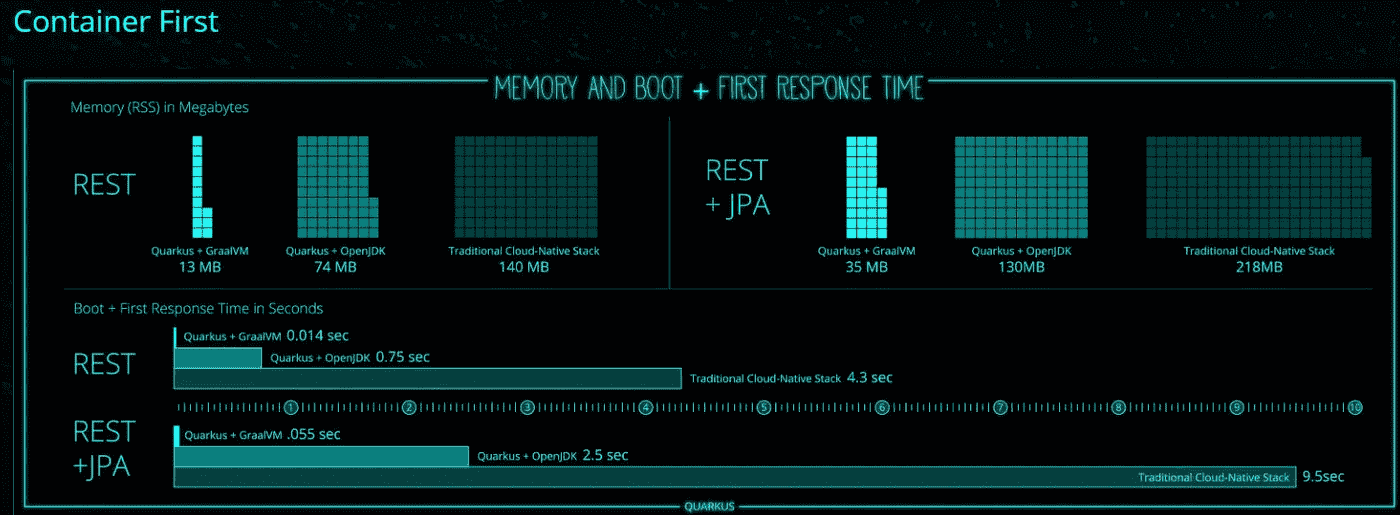 Container First
MEMORY AND BOOT + FIRST RESPONSE TIME
Memory (RSS) in Megabytes
REST
Quarkus + GraalVM
13 MB
Quarkus + OpenJDK
74 MB
Traditional Cloud-Native Stack
140 MB
REST
+ JPA
Quarkus + GraalVM
35 MB
Quarkus + OpenJDK
130MB
Traditional Cloud-Native Stack
218MB
Boot + First Response Time in Seconds
REST
Quarkus + GraalVM 0.014 sec
Quarkus + OpenJDK 0.75 sec
Traditional Cloud-Native Stack 4.3 sec
1 2 3 4 5 6 7 8 9 10
REST
+JPA
Quarkus + GraalVM .055 sec
Quarkus + OpenJDK 2.5 sec
Traditional Cloud-Native Stack 9.5sec
QUARKUS